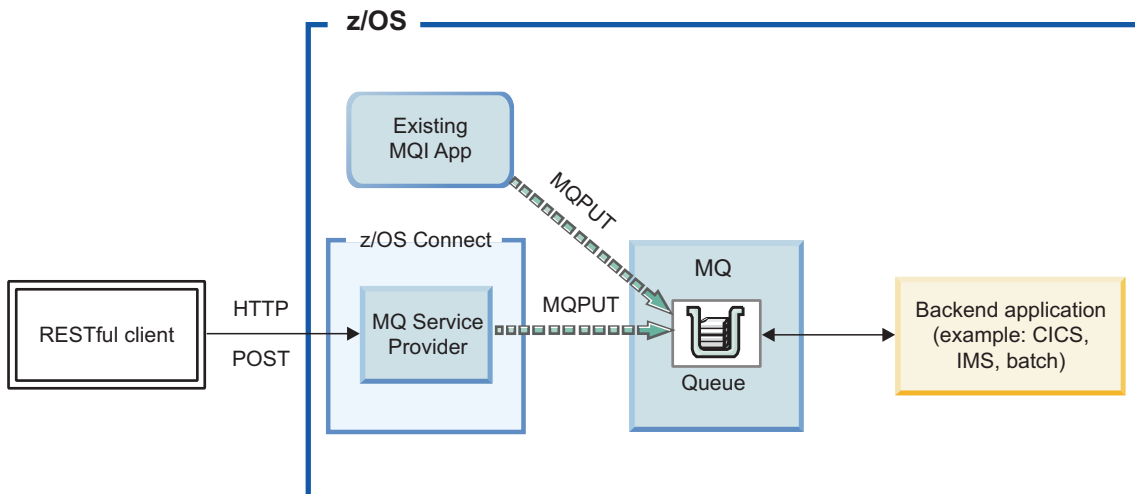 z/OS
Existing
MQI App
MQPUT
z/OS Connect
MQ
RESTful client
HTTP
POST
MQ Service
Provider
MQPUT
Queue
Backend application
(example: CICS,
IMS, batch)